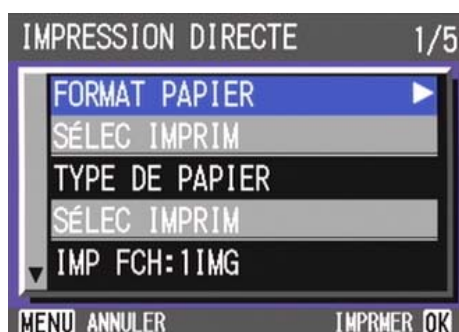 IMPRESSION DIRECTE 1/5
FORMAT PAPIER
SÉLEC IMPRIM
TYPE DE PAPIER
SÉLEC IMPRIM
IMP FCH:1IMG
MENU ANNULER IMPRMER OK